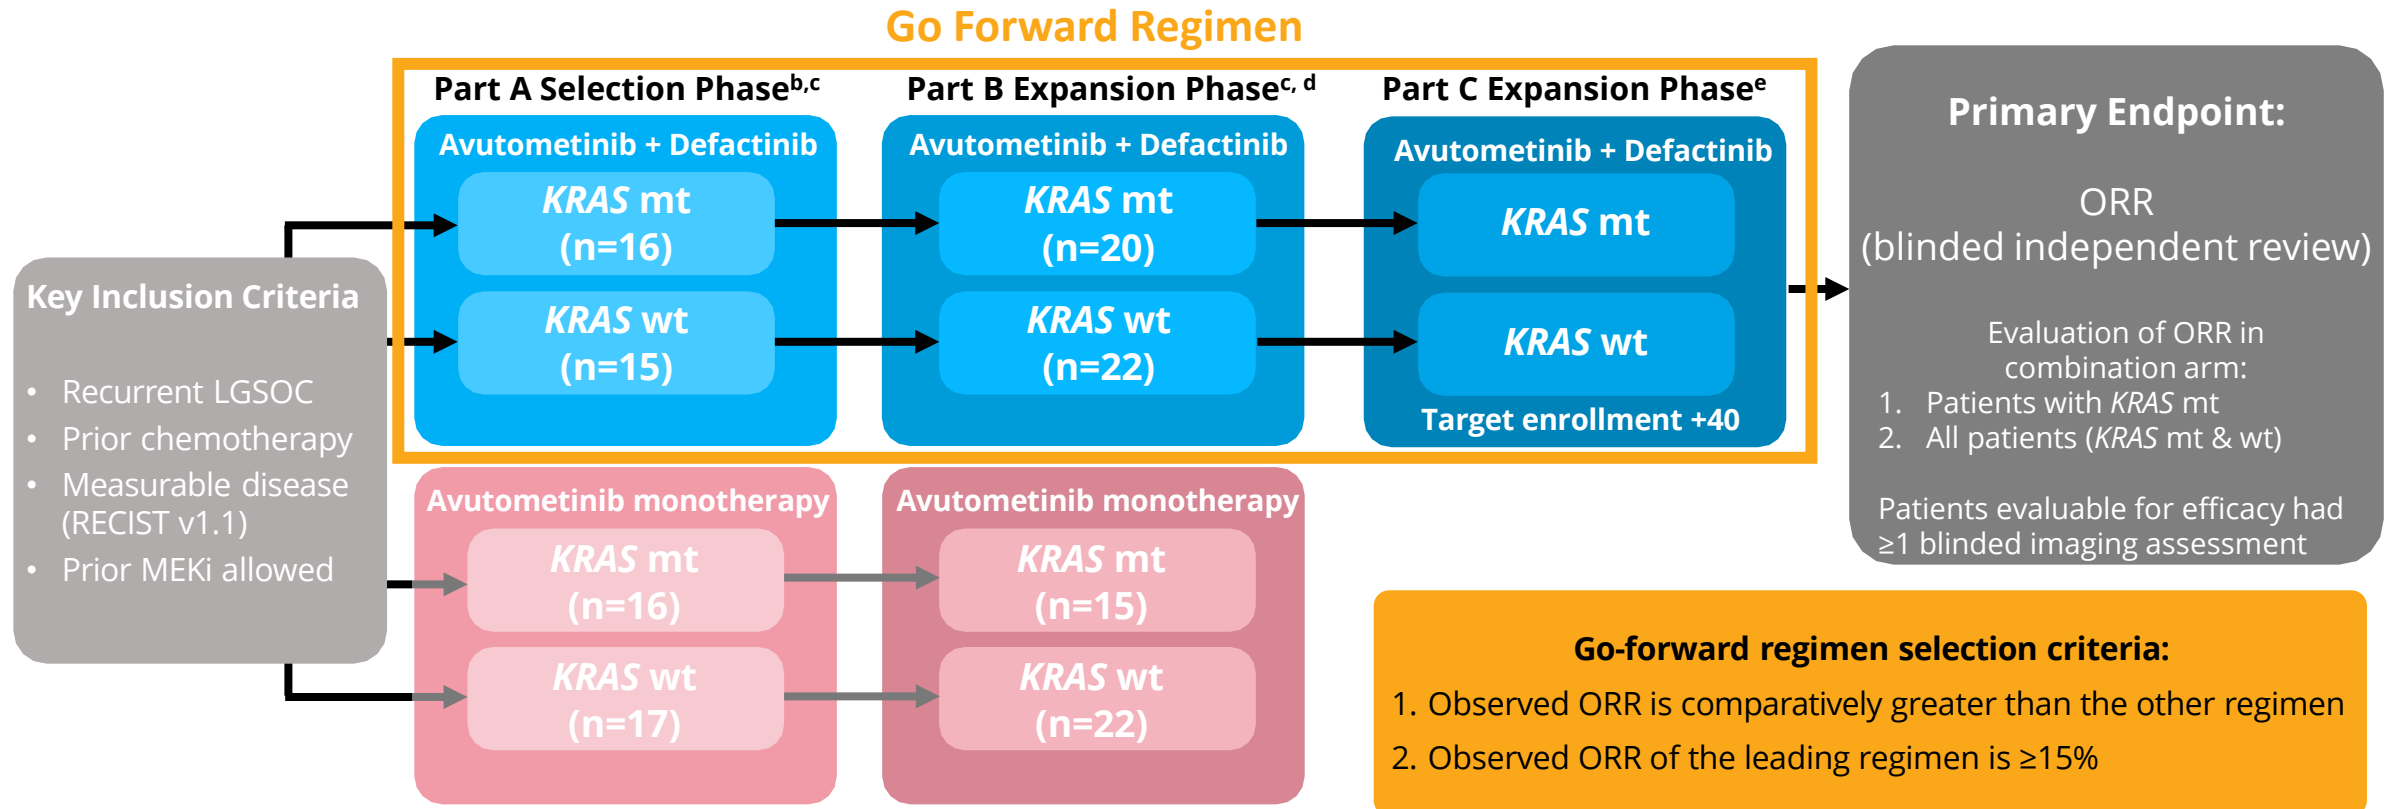 Go Forward Regimen
Part A Selection Phaseb,c
Part B Expansion Phasec, d
Part C Expansion Phasee
Avutometinib + Defactinib
KRAS mt
(n=16)
KRAS wt
(n=15)
Avutometinib + Defactinib
KRAS mt
(n=20)
KRAS wt
(n=22)
Avutometinib + Defactinib
KRAS mt
KRAS wt
Target enrollment +40
Key Inclusion Criteria
• Recurrent LGSOC
• Prior chemotherapy
• Measurable disease
(RECIST v1.1)
• Prior MEKi allowed
Avutometinib monotherapy
KRAS mt
(n=16)
KRAS wt
(n=17)
Avutometinib monotherapy
KRAS mt
(n=15)
KRAS wt
(n=22)
Primary Endpoint:
ORR
(blinded independent review)
Evaluation of ORR in
combination arm:
1. Patients with KRAS mt
2. All patients (KRAS mt & wt)
Patients evaluable for efficacy had
≥1 blinded imaging assessment
Go-forward regimen selection criteria:
1. Observed ORR is comparatively greater than the other regimen
2. Observed ORR of the leading regimen is ≥15%